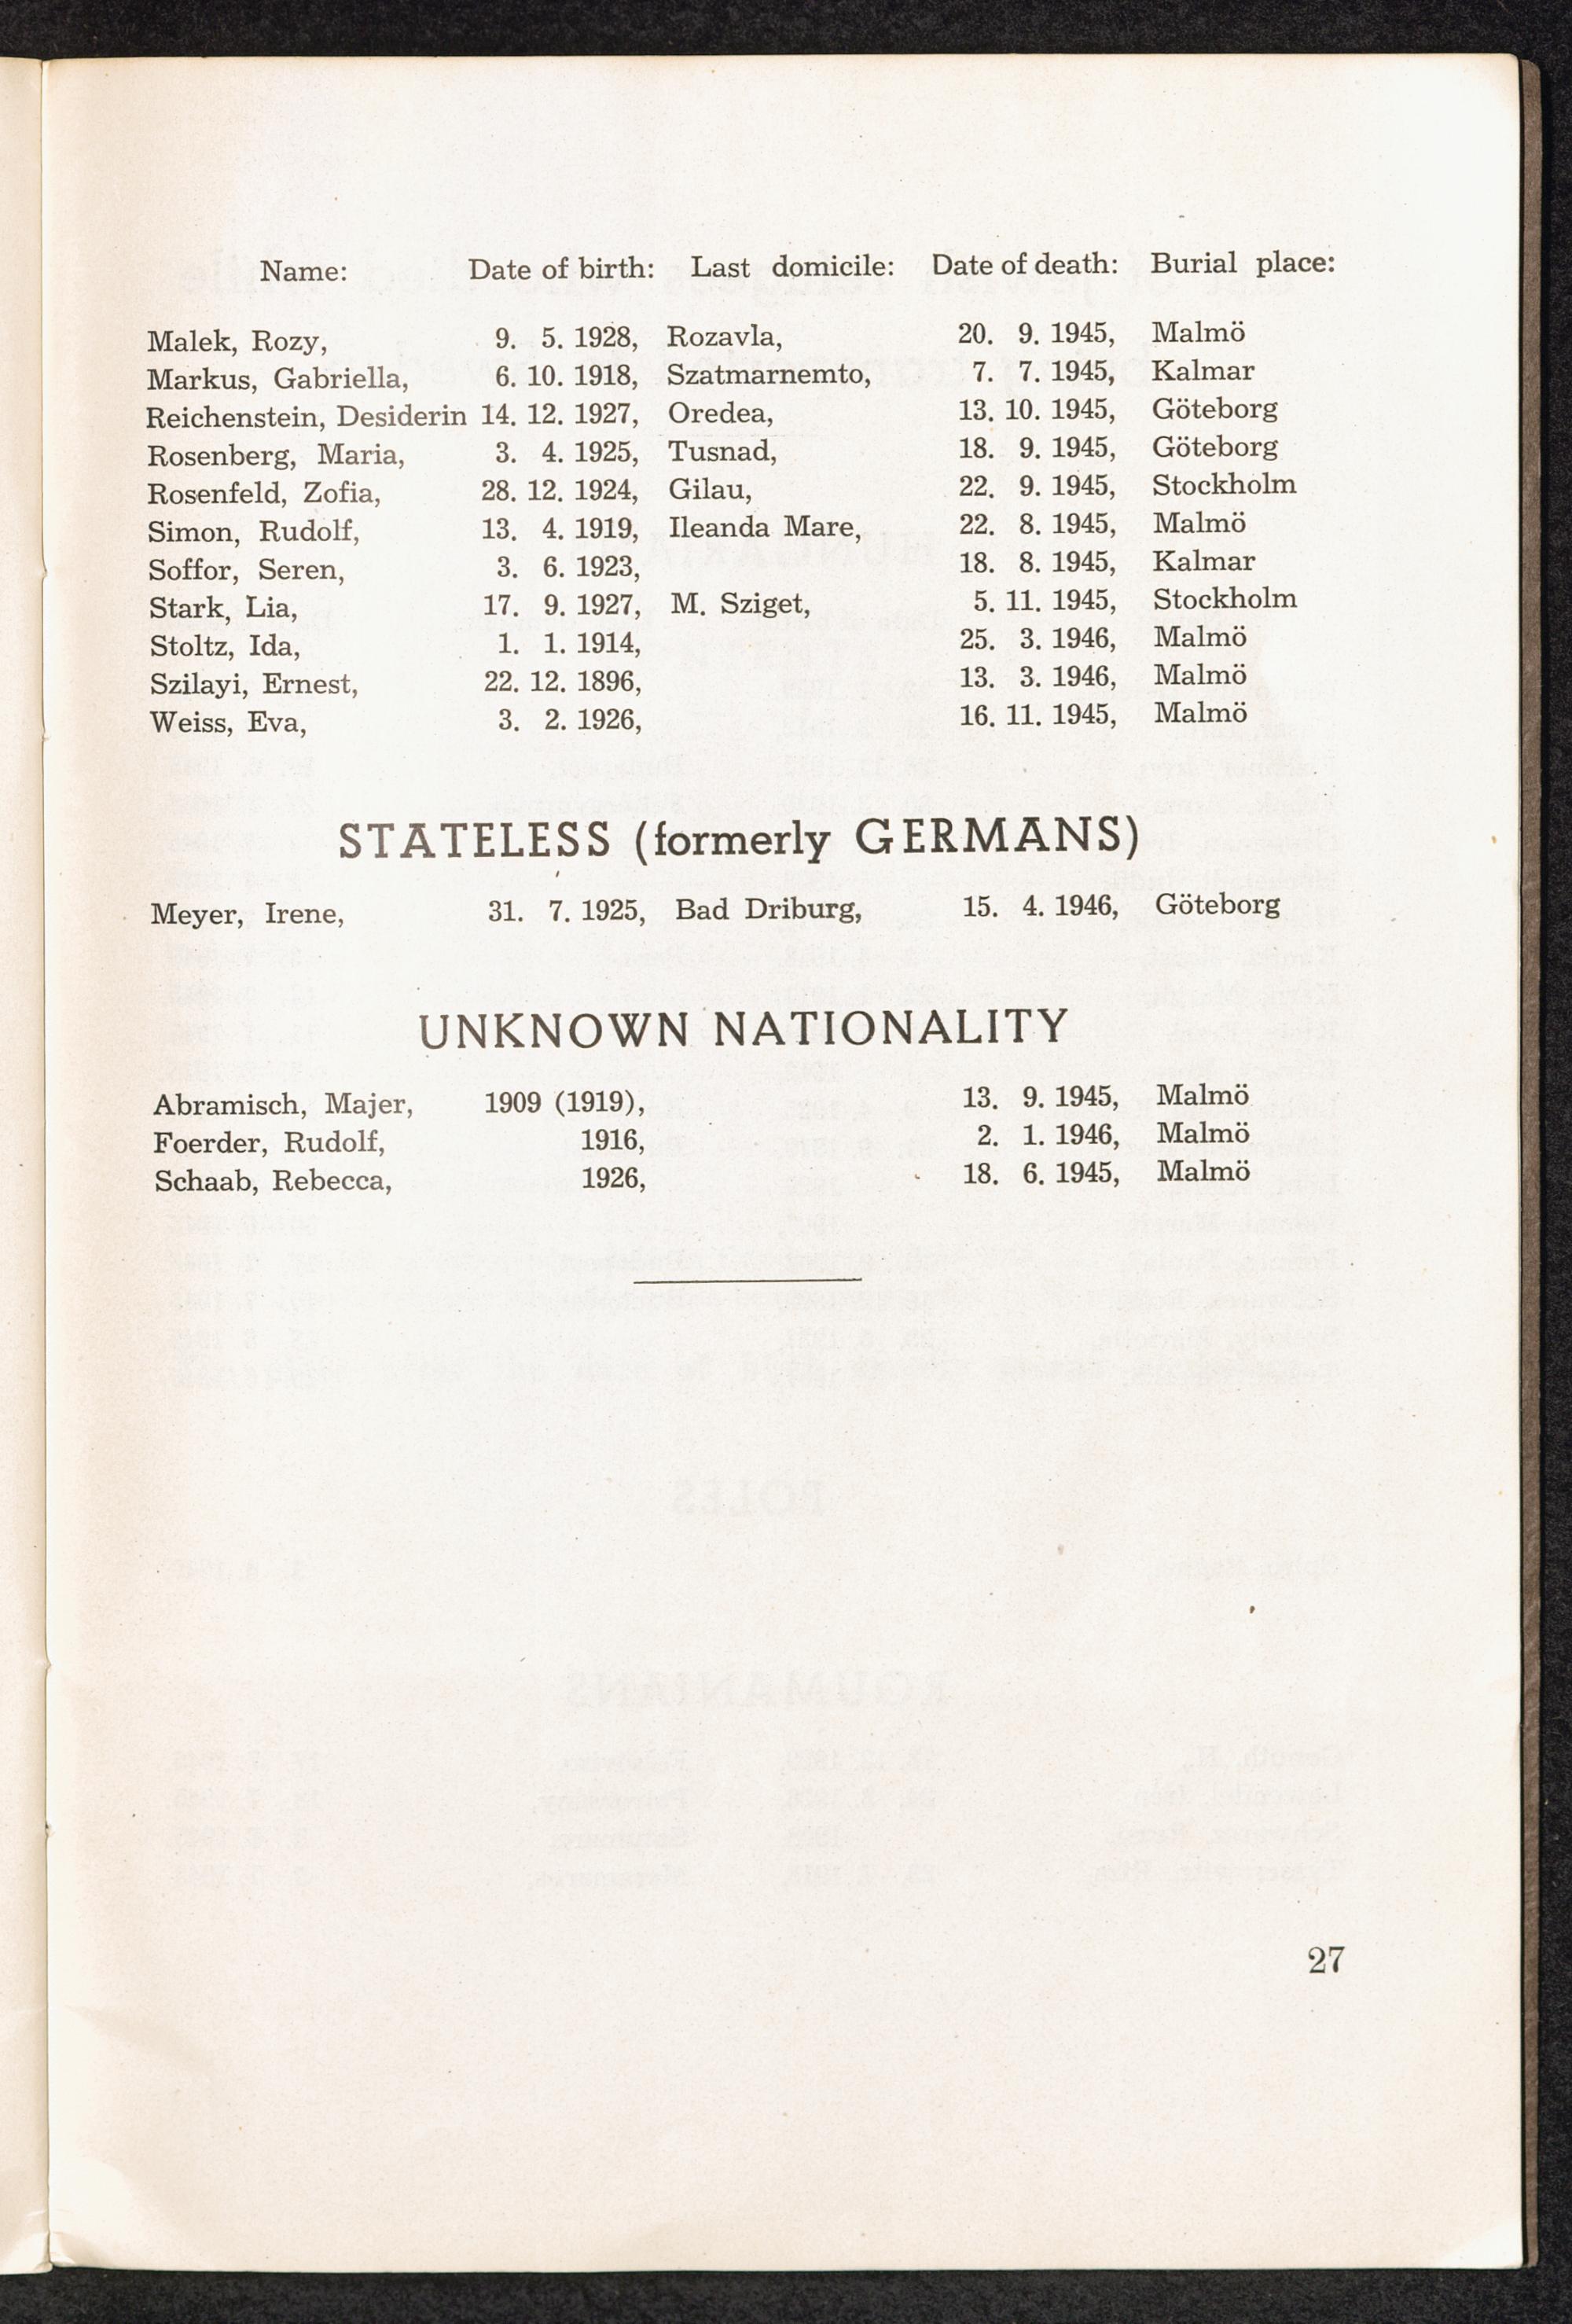 Name: Date of birth: Last domicile: Date of death: Burial place:
Malek, Rozy, 9. 5. 1928, Rozavla, 20. 9. 1945, Malmö
Markus, Gabriella, 6. 10. 1918, Szatmarnemto, 7. 7. 1945, Kalmar
Reichenstein, Desiderin 14. 12. 1927, Oredea, 13. 10. 1945, Göteborg
Rosenberg, Maria, 3. 4. 1925, Tusnad, 18. 9. 1945, Göteborg
Rosenfeld, Zofia, 28. 12. 1924, Gilau, 22. 9. 1945, Stockholm
Simon, Rudolf, 13. 4. 1919, Ileanda Mare, 22. 8. 1945, Malmö
Soffor, Seren, 3. 6. 1923, 18. 8. 1945, Kalmar
Stark, Lia, 17. 9. 1927, M. Sziget, 5. 11. 1945, Stockholm
Stoltz, Ida, 1. 1. 1914, 25. 3. 1946, Malmö
Szilayi, Ernest, 22. 12. 1896, 13. 3. 1946, Malmö
Weiss, Eva, 3. 2. 1926, 16. 11. 1945, Malmö
STATELESS (formerly GERMANS)
Meyer, Irene, 31. 7. 1925, Bad Driburg, 15. 4. 1946, Göteborg
UNKNOWN NATIONALITY
Abramisch, Majer, 1909 (1919), 13. 9. 1945, Malmö
Foerder, Rudolf, 1916, 2. 1. 1946, Malmö
Schaab, Rebecca, 1926, 18. 6. 1945, Malmö
27